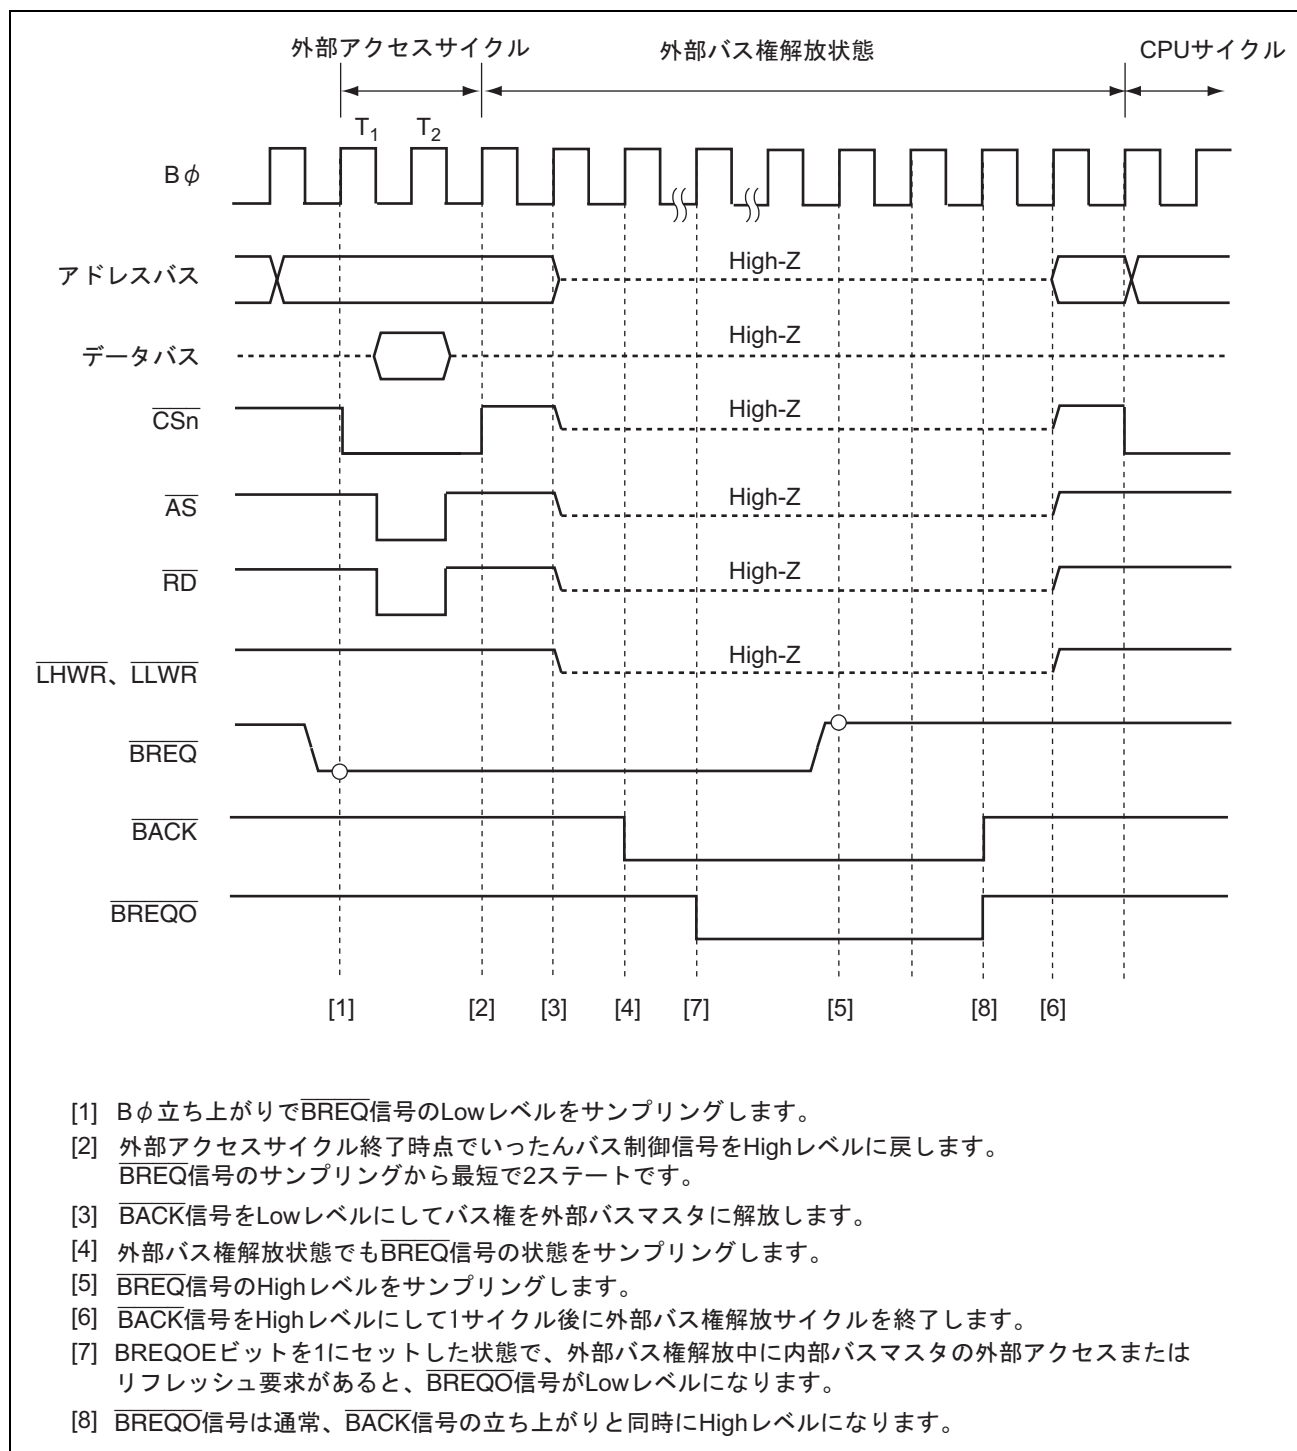 外部アクセスサイクル 外部バス権解放状態 CPUサイクル
T1 T2
Bφ
アドレスバス High-Z
データバス High-Z
CSn High-Z
AS High-Z
RD High-Z
LHWR、LLWR High-Z
BREQ
BACK
BREQO
[1] [2] [3] [4] [7] [5] [8] [6]
[1] Bφ立ち上がりでBREQ信号のLowレベルをサンプリングします。
[2] 外部アクセスサイクル終了時点でいったんバス制御信号をHighレベルに戻します。
BREQ信号のサンプリングから最短で2ステートです。
[3] BACK信号をLowレベルにしてバス権を外部バスマスタに解放します。
[4] 外部バス権解放状態でもBREQ信号の状態をサンプリングします。
[5] BREQ信号のHighレベルをサンプリングします。
[6] BACK信号をHighレベルにして1サイクル後に外部バス権解放サイクルを終了します。
[7] BREQOEビットを1にセットした状態で、外部バス権解放中に内部バスマスタの外部アクセスまたは
リフレッシュ要求があると、BREQO信号がLowレベルになります。
[8] BREQO信号は通常、BACK信号の立ち上がりと同時にHighレベルになります。